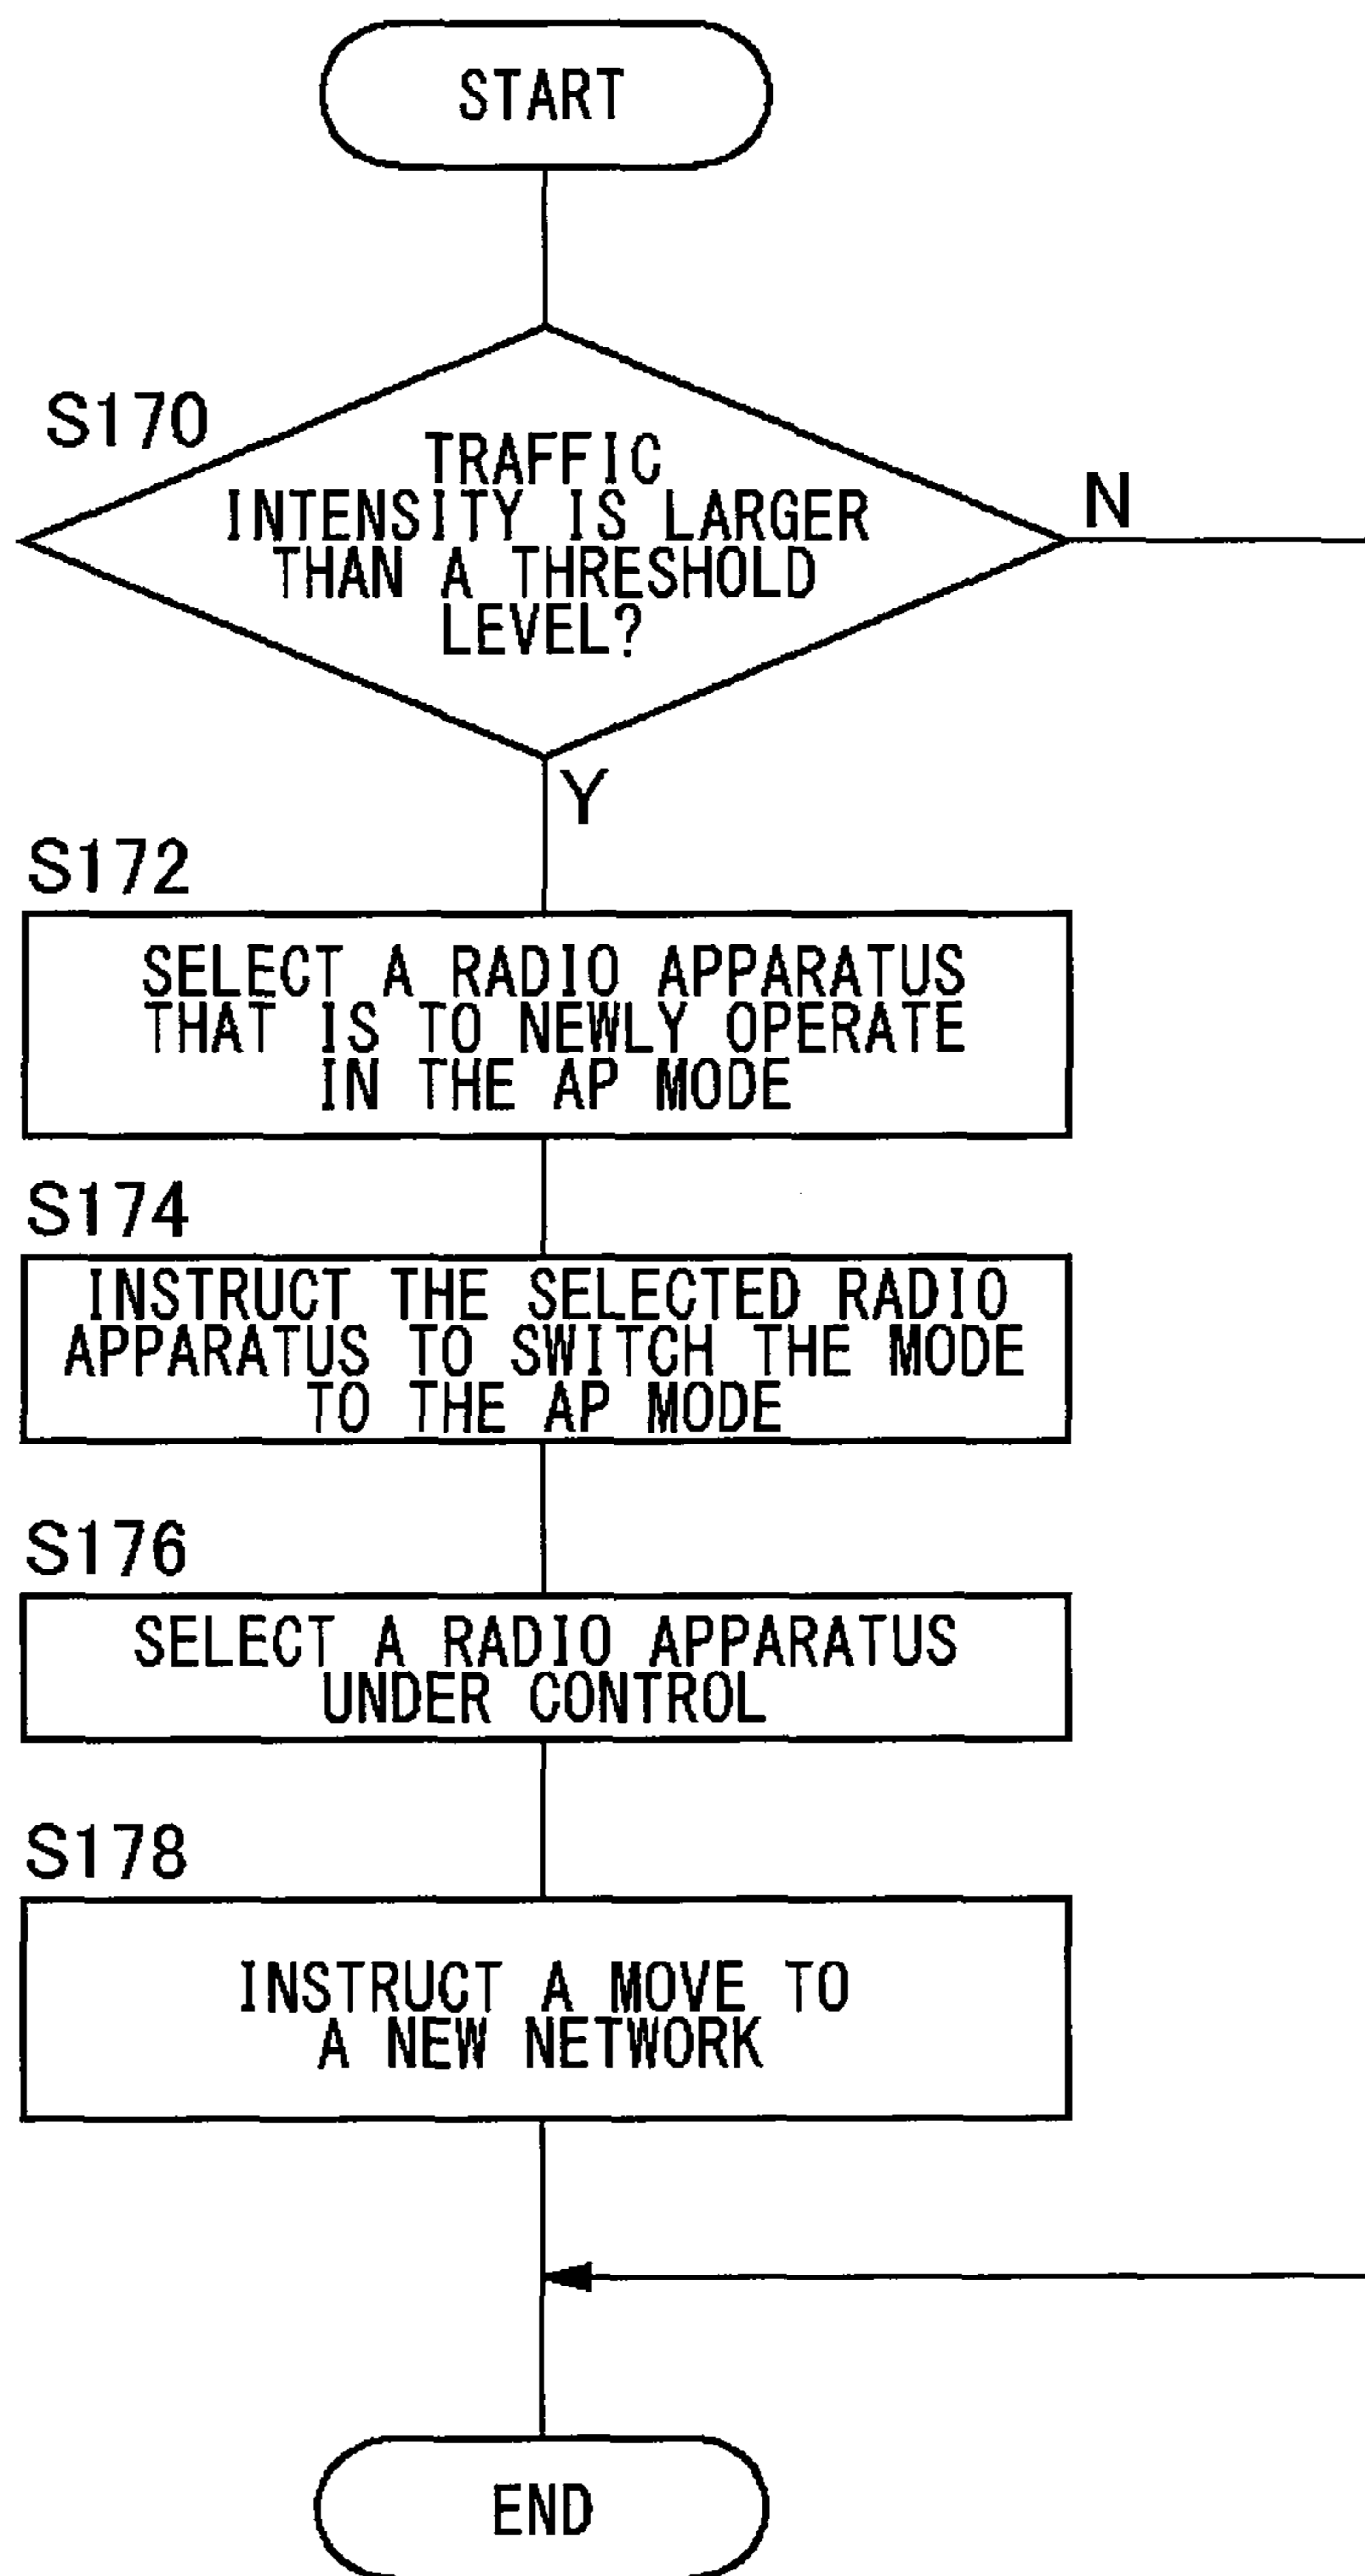 START
S170
TRAFFIC
INTENSITY IS LARGER
THAN A THRESHOLD
LEVEL?
N
Y
S172
SELECT A RADIO APPARATUS
THAT IS TO NEWLY OPERATE
IN THE AP MODE
S174
INSTRUCT THE SELECTED RADIO
APPARATUS TO SWITCH THE MODE
TO THE AP MODE
S176
SELECT A RADIO APPARATUS
UNDER CONTROL
S178
INSTRUCT A MOVE TO
A NEW NETWORK
END